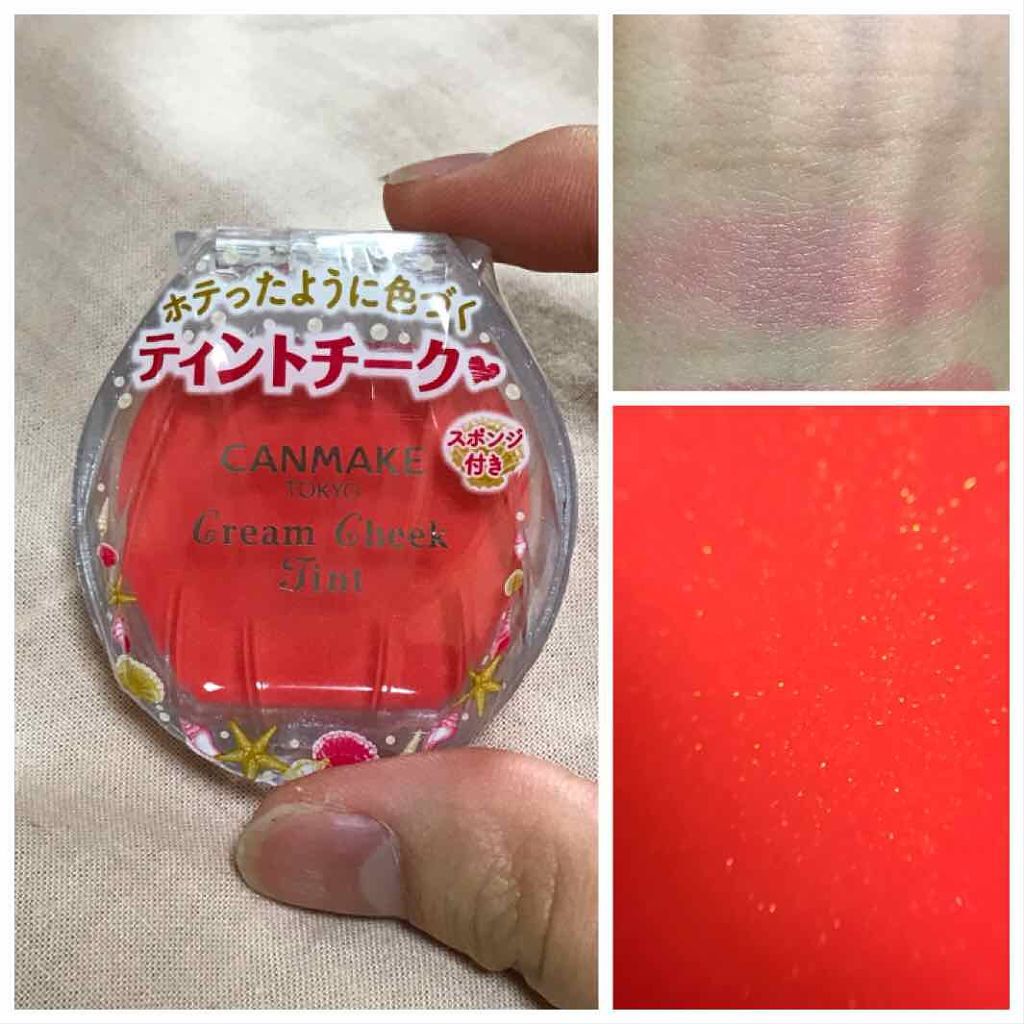 ホテったように色づく
ティントチーク
スポンジ
付き
CANMAKE
TOKYO
Cream Cheek
Tint